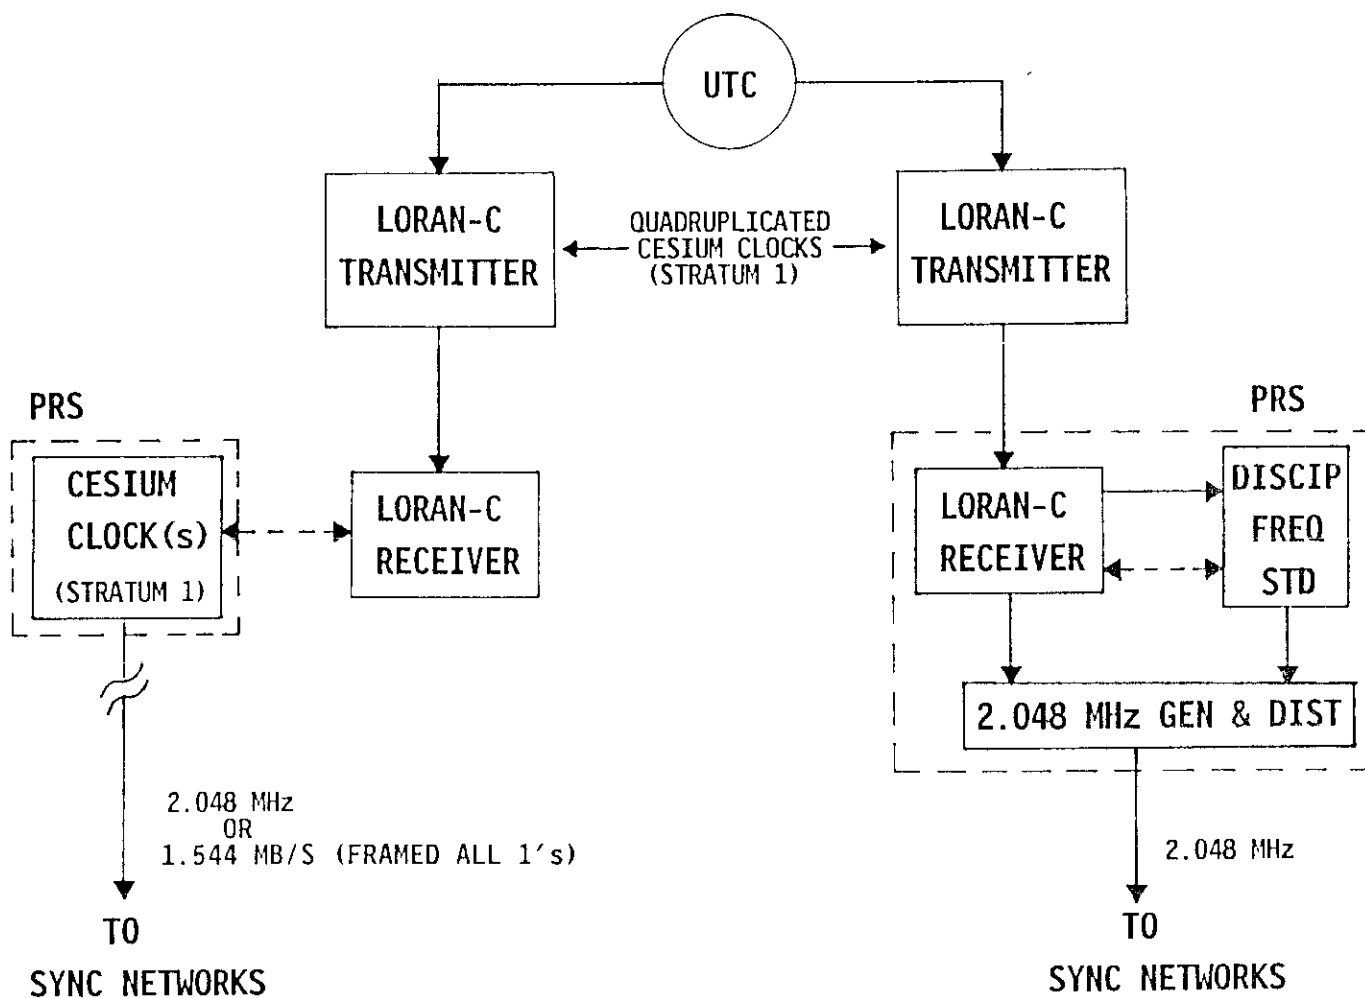 UTC
LORAN-C
TRANSMITTER
QUADRUPLICATED
CESIUM CLOCKS
(STRATUM 1)
LORAN-C
TRANSMITTER
PRS
CESIUM
CLOCK(s)
(STRATUM 1)
LORAN-C
RECEIVER
PRS
LORAN-C
RECEIVER
DISCIP
FREQ
STD
2.048 MHz GEN & DIST
2.048 MHz
OR
1.544 MB/S (FRAMED ALL 1's)
2.048 MHz
TO
SYNC NETWORKS
TO
SYNC NETWORKS